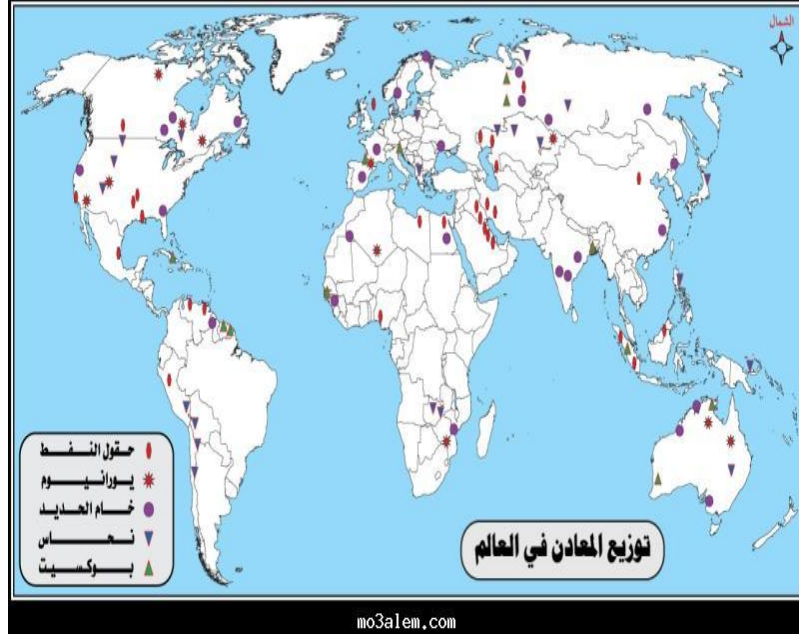 الشمال
حقول النفط
يورانيوم
خام الحديد
نحاس
بوكسيت
توزيع المعادن في العالم
mo3alem.com